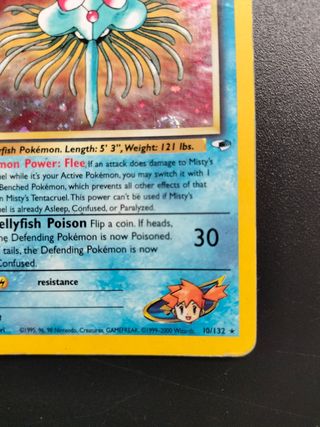 yfish Pokémon. Length: 5' 3", Weight: 121 lbs.
mon Power: Flee If an attack does damage to Misty's
uel while it's your Active Pokémon, you may switch it with 1
Benched Pokémon, which prevents all other effects of that
n Misty's Tentacruel. This power can't be used if Misty's
uel is already Asleep, Confused, or Paralyzed.
ellyfish Poison Flip a coin. If heads,
he Defending Pokémon is now Poisoned.
tails, the Defending Pokémon is now
Confused.
30
resistance
©1995, 96, 98 Nintendo, Creatures, GAMEFREAK. ©1999-2000 Wizards. 10/132 ★